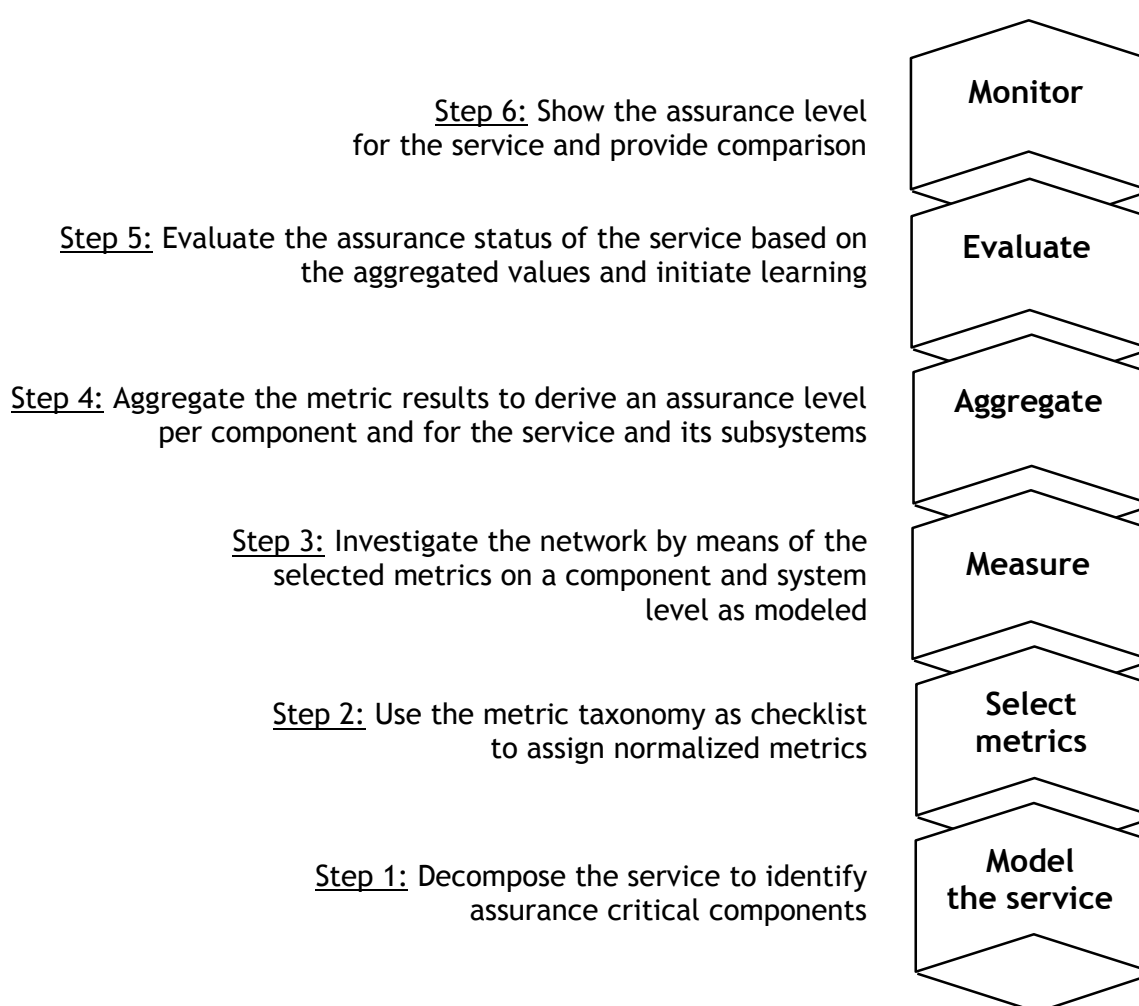 Monitor
Step 6: Show the assurance level
for the service and provide comparison
Evaluate
Step 5: Evaluate the assurance status of the service based on
the aggregated values and initiate learning
Aggregate
Step 4: Aggregate the metric results to derive an assurance level
per component and for the service and its subsystems
Measure
Step 3: Investigate the network by means of the
selected metrics on a component and system
level as modeled
Select
metrics
Step 2: Use the metric taxonomy as checklist
to assign normalized metrics
Model
the service
Step 1: Decompose the service to identify
assurance critical components